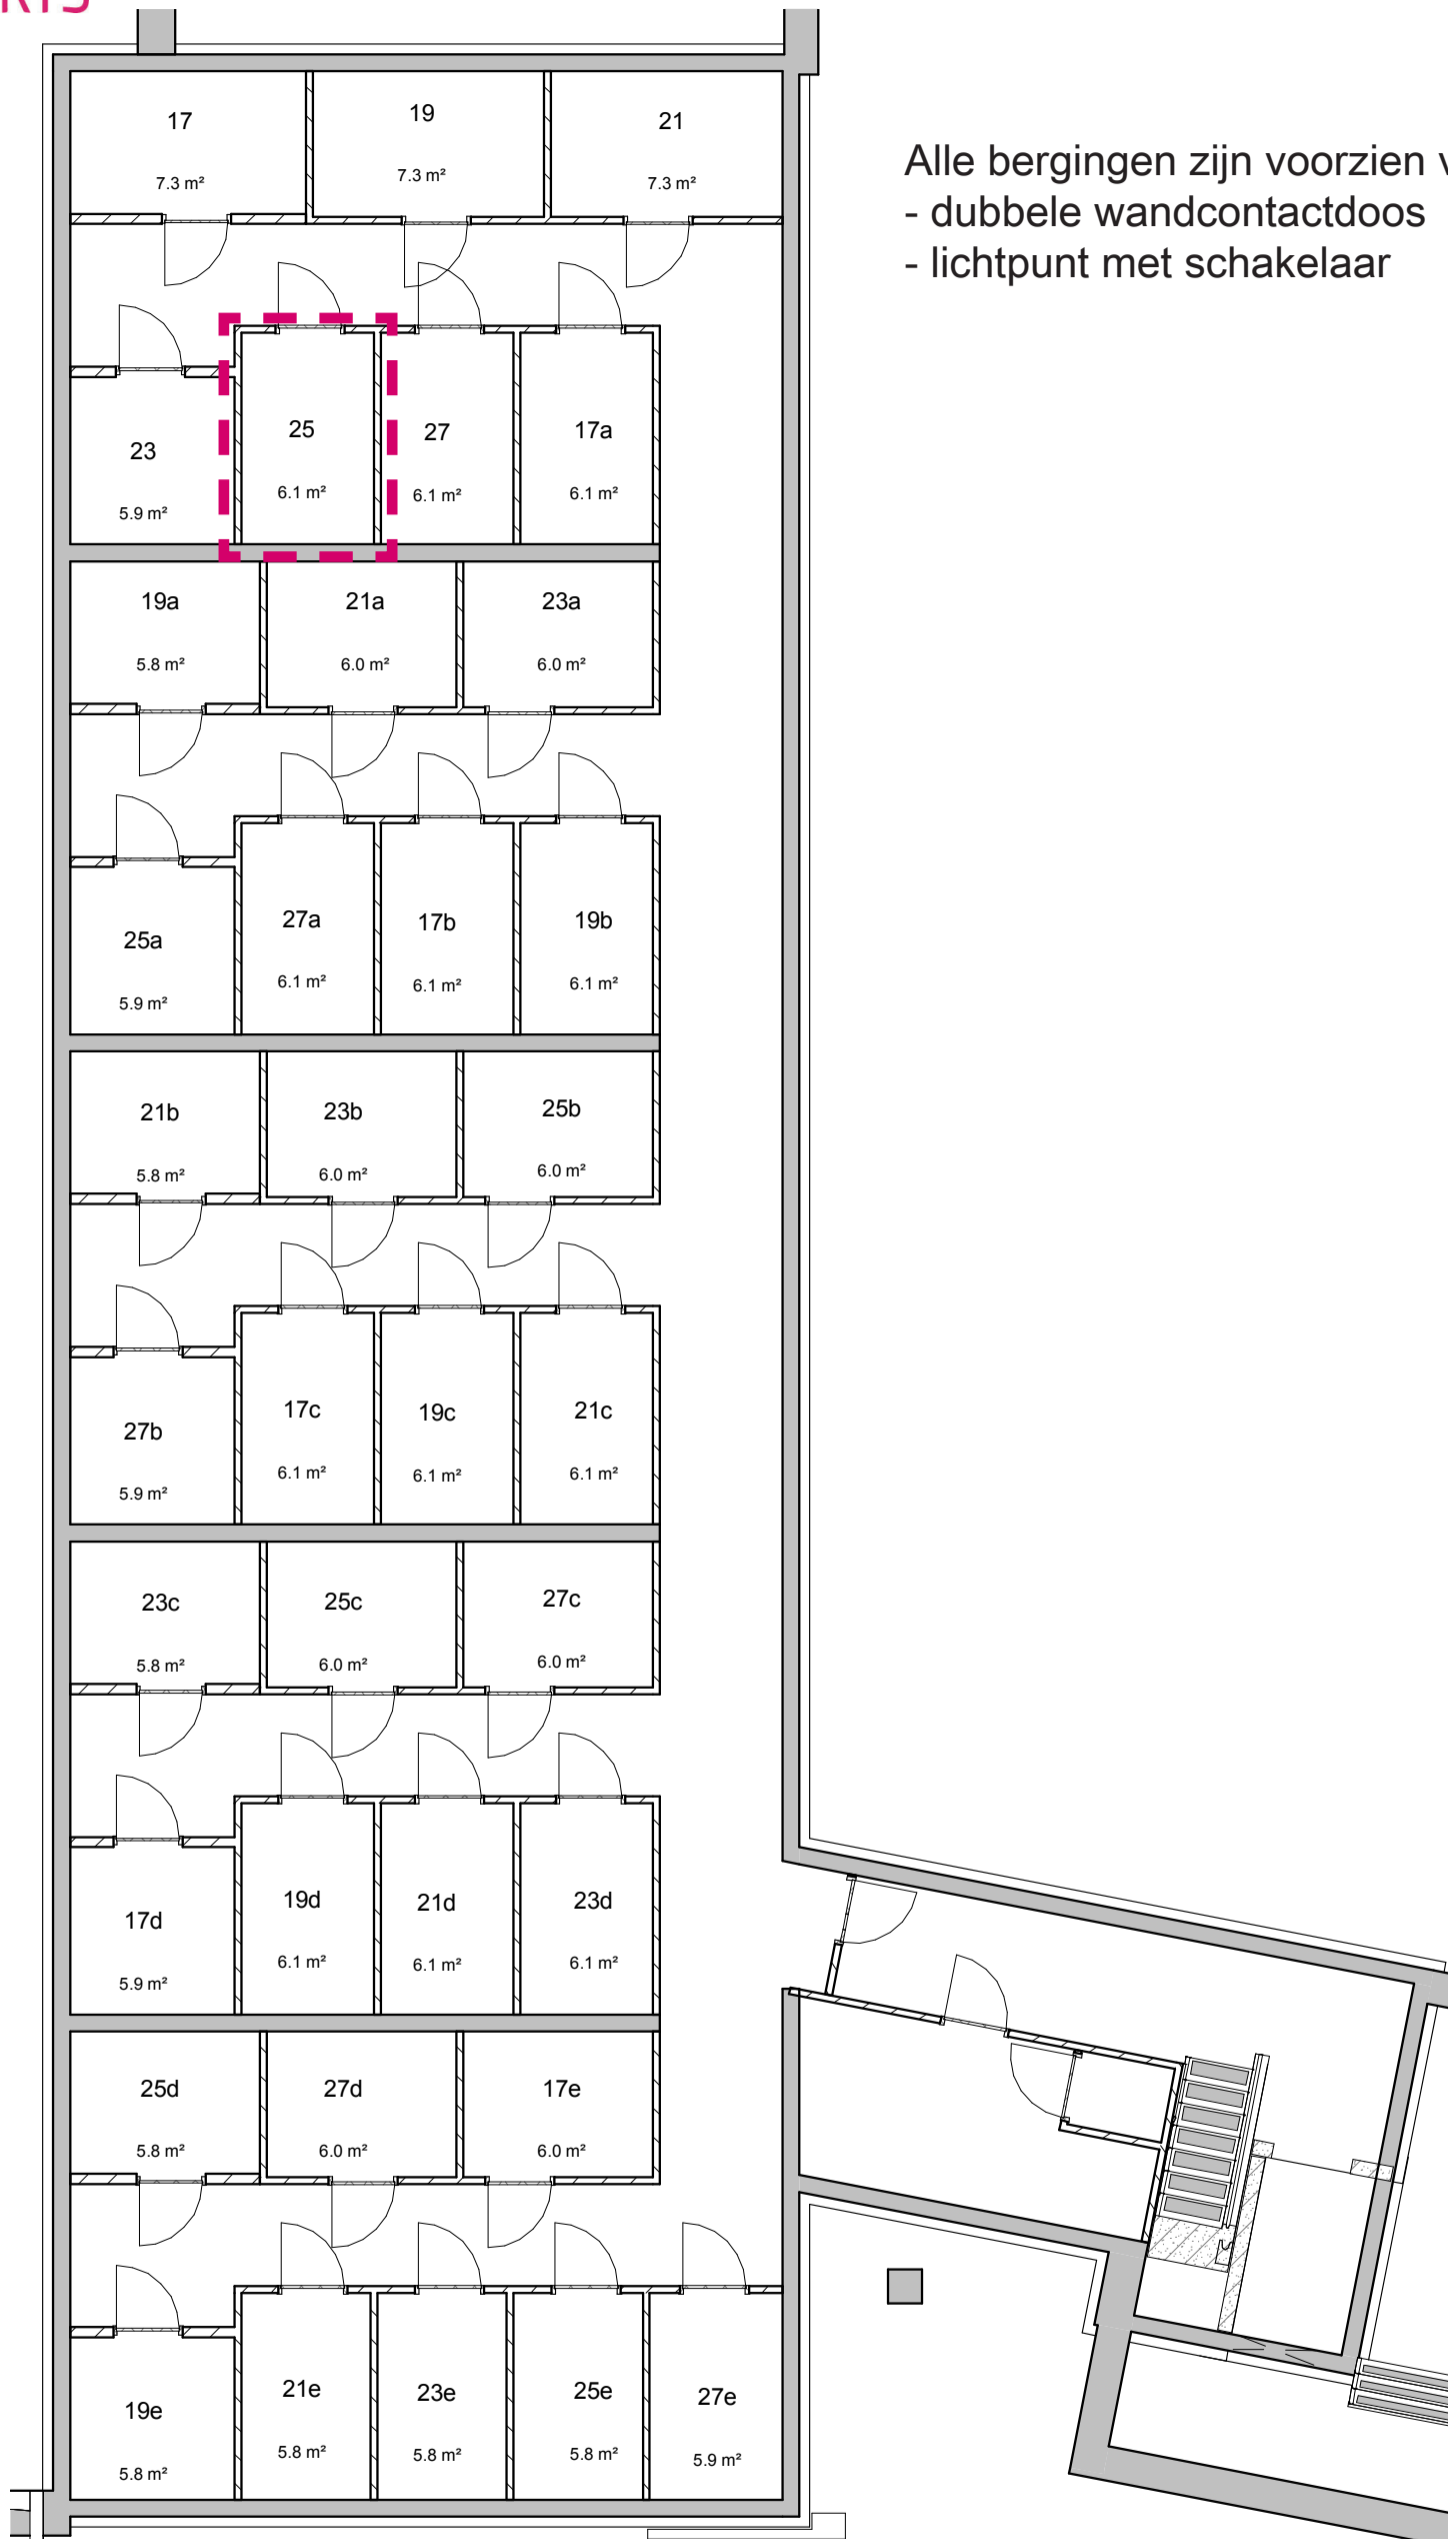 17
7.3 m²
19
7.3 m²
21
7.3 m²
Alle bergingen zijn voorzien
- dubbele wandcontactdoos
- lichtpunt met schakelaar
23
5.9 m²
25
6.1 m²
27
6.1 m²
17a
6.1 m²
19a
5.8 m²
21a
6.0 m²
23a
6.0 m²
25a
5.9 m²
27a
6.1 m²
17b
6.1 m²
19b
6.1 m²
21b
5.8 m²
23b
6.0 m²
25b
6.0 m²
27b
5.9 m²
17c
6.1 m²
19c
6.1 m²
21c
6.1 m²
23c
5.8 m²
25c
6.0 m²
27c
6.0 m²
17d
5.9 m²
19d
6.1 m²
21d
6.1 m²
23d
6.1 m²
25d
5.8 m²
27d
6.0 m²
17e
6.0 m²
19e
5.8 m²
21e
5.8 m²
23e
5.8 m²
25e
5.8 m²
27e
5.9 m²